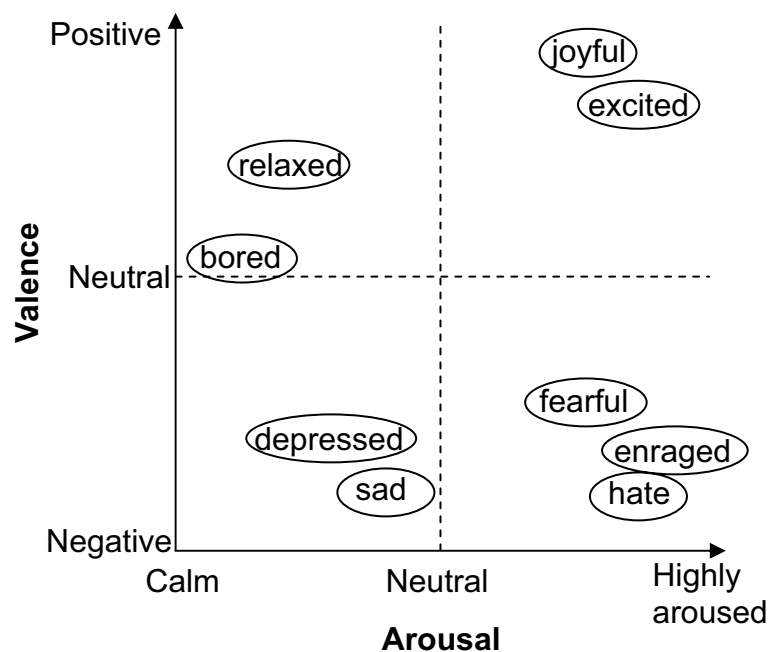 Positive
joyful
excited
relaxed
bored
Neutral
Valence
fearful
depressed
enraged
sad
hate
Negative
Calm
Neutral
Highly
aroused
Arousal